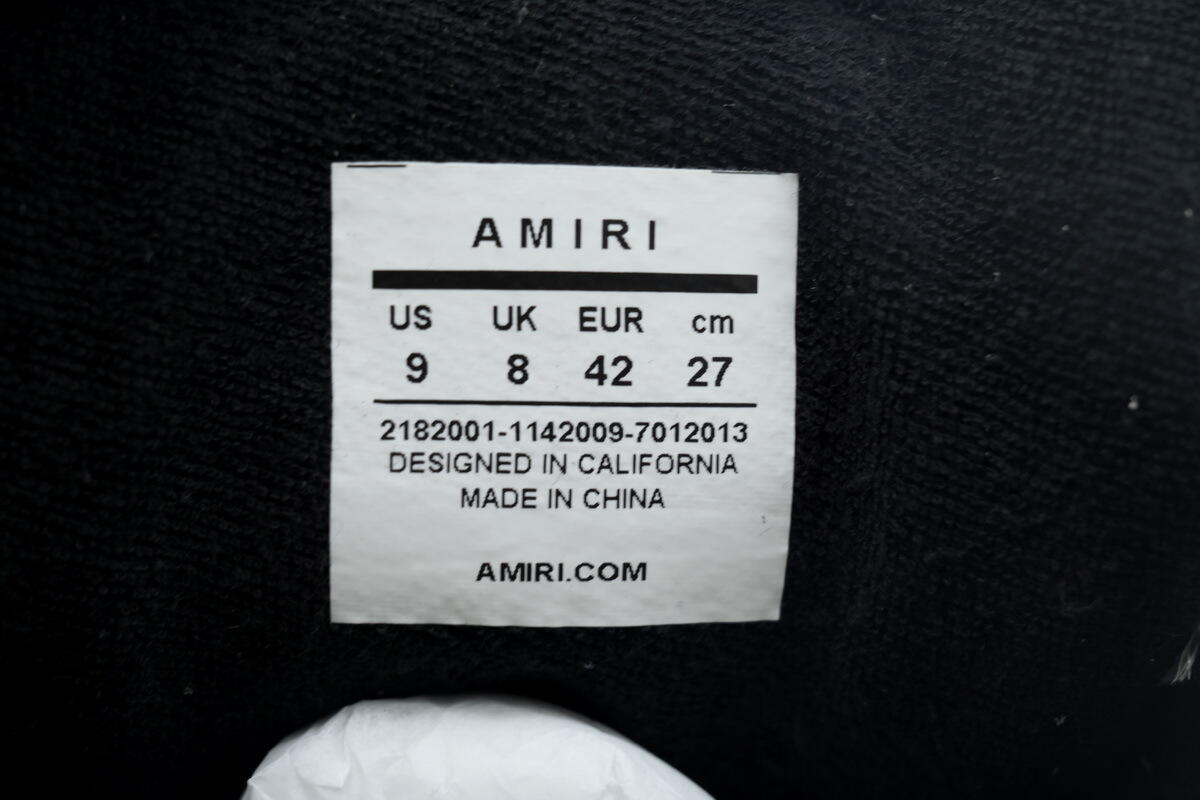 AMIRI
US UK EUR cm
9 8 42 27
2182001-1142009-7012013
DESIGNED IN CALIFORNIA
MADE IN CHINA
AMIRI.COM